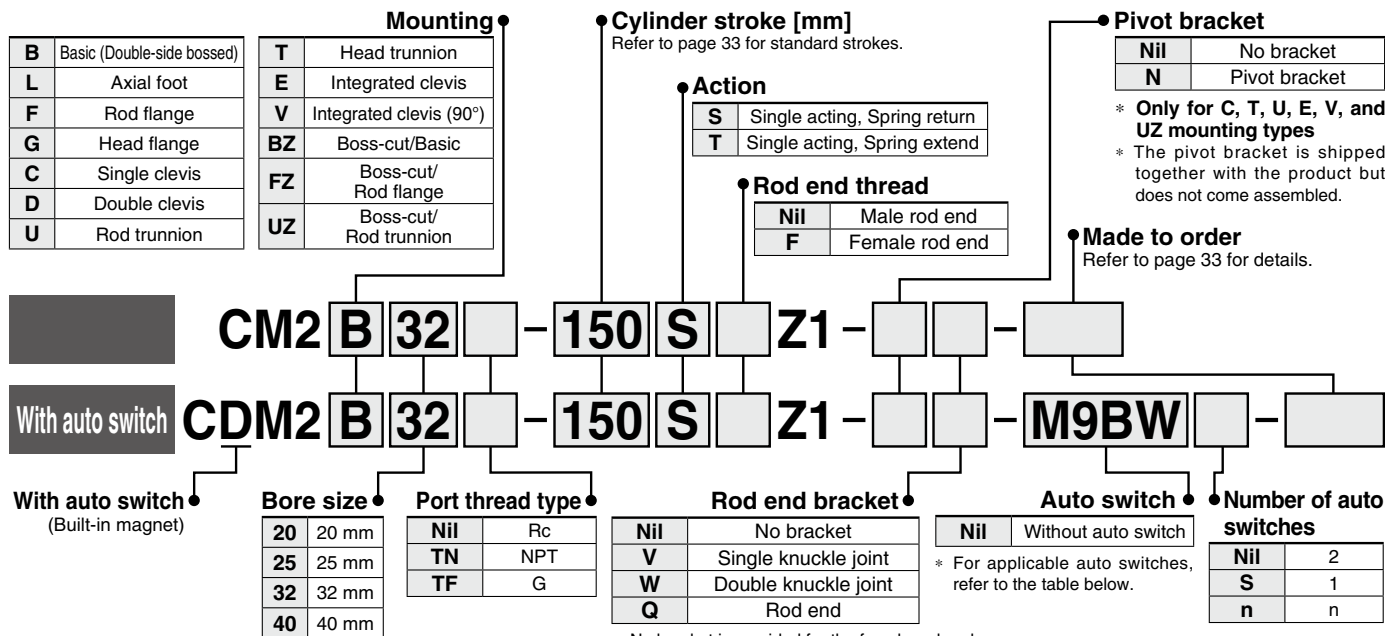 Mounting
B Basic (Double-side bossed)
L Axial foot
F Rod flange
G Head flange
C Single clevis
D Double clevis
U Rod trunnion
T Head trunnion
E Integrated clevis
V Integrated clevis (90°)
BZ Boss-cut/Basic
FZ Boss-cut/
Rod flange
UZ Boss-cut/
Rod trunnion
Cylinder stroke [mm]
Refer to page 33 for standard strokes.
Action
S Single acting, Spring return
T Single acting, Spring extend
Rod end thread
Nil Male rod end
F Female rod end
Pivot bracket
Nil No bracket
N Pivot bracket
* Only for C, T, U, E, V, and
UZ mounting types
* The pivot bracket is shipped
together with the product but
does not come assembled.
Made to order
Refer to page 33 for details.
CM2 B 32 – 150 S Z1 – –
With auto switch CDM2 B 32 – 150 S Z1 – – M9BW –
With auto switch
(Built-in magnet)
Bore size
20 20 mm
25 25 mm
32 32 mm
40 40 mm
Port thread type
Nil Rc
TN NPT
TF G
Rod end bracket
Nil No bracket
V Single knuckle joint
W Double knuckle joint
Q Rod end
Auto switch
Nil Without auto switch
* For applicable auto switches,
refer to the table below.
Number of auto
switches
Nil 2
S 1
n n